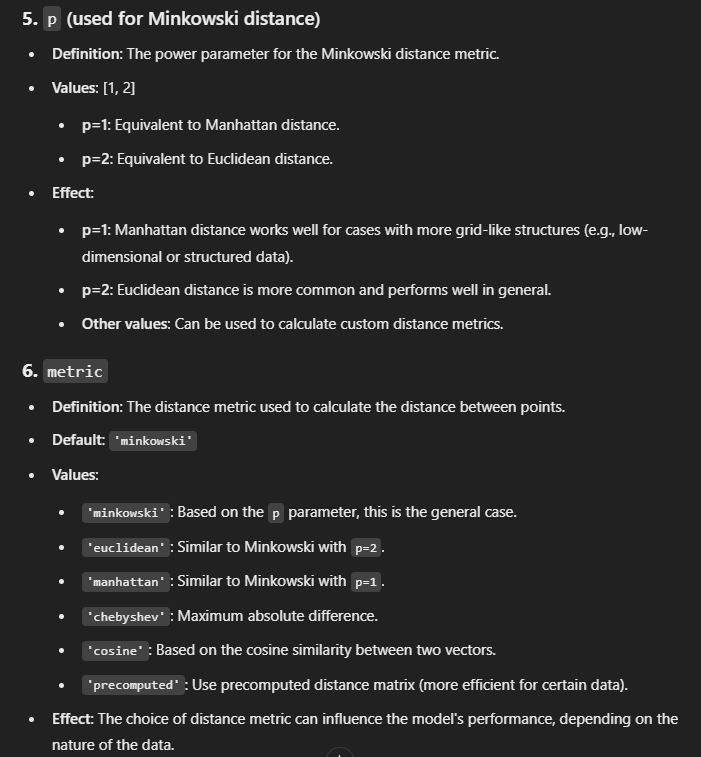 5. p (used for Minkowski distance)
• Definition: The power parameter for the Minkowski distance metric.
• Values: [1, 2]
• p=1: Equivalent to Manhattan distance.
• p=2: Equivalent to Euclidean distance.
• Effect:
• p=1: Manhattan distance works well for cases with more grid-like structures (e.g., low-
dimensional or structured data).
• p=2: Euclidean distance is more common and performs well in general.
• Other values: Can be used to calculate custom distance metrics.
6. metric
• Definition: The distance metric used to calculate the distance between points.
• Default: 'minkowski'
• Values:
• 'minkowski': Based on the p parameter, this is the general case.
• 'euclidean': Similar to Minkowski with p=2.
• 'manhattan': Similar to Minkowski with p=1.
• 'chebyshev': Maximum absolute difference.
• 'cosine': Based on the cosine similarity between two vectors.
• 'precomputed': Use precomputed distance matrix (more efficient for certain data).
• Effect: The choice of distance metric can influence the model's performance, depending on the
nature of the data.